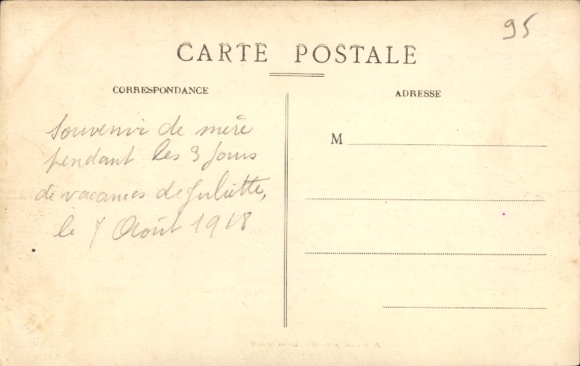 95
CARTE POSTALE
CORRESPONDANCE
ADRESSE
Souvenir de mère
pendant les 3 jours
de vacances de Juliette,
le 7 Août 1918
M